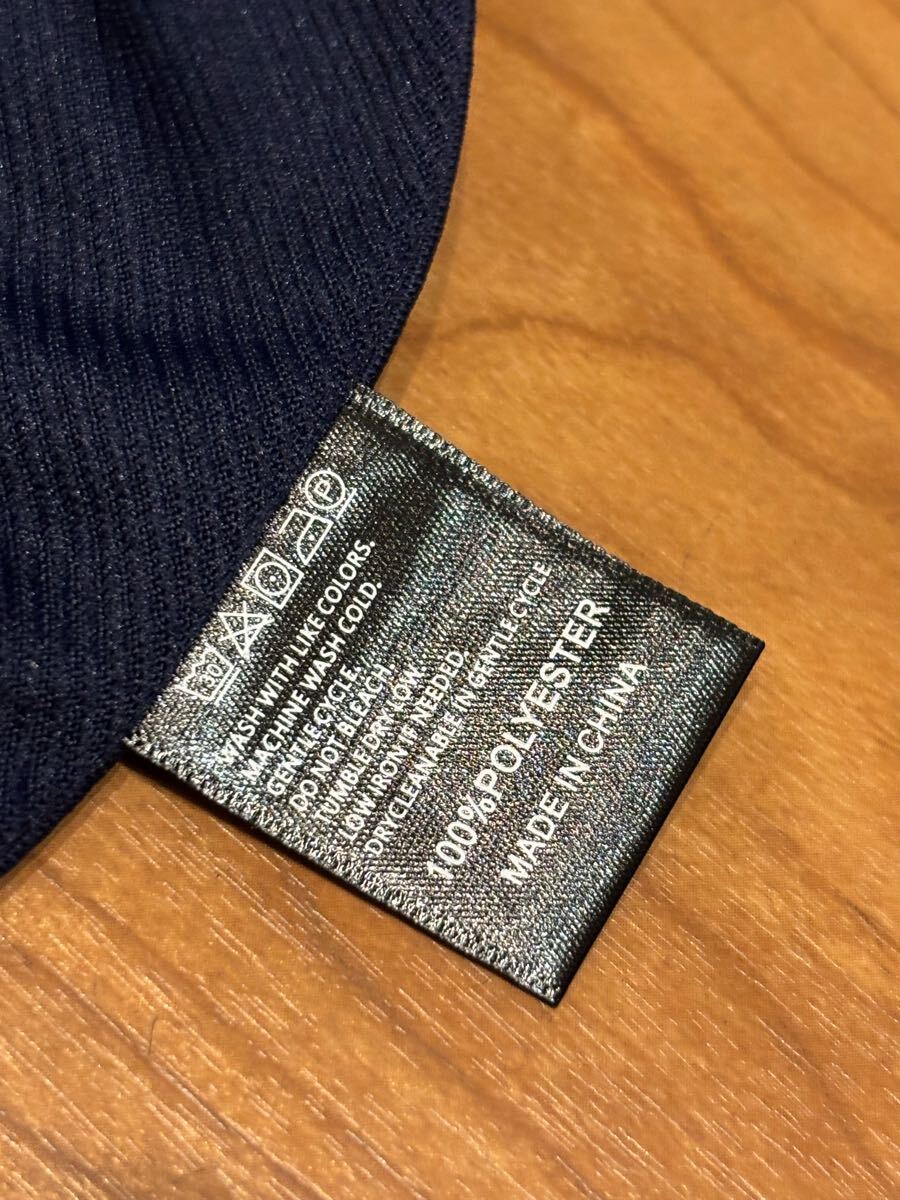 30 P
WASH WITH LIKE COLORS.
MACHINE WASH COLD.
GENTLE CYCLE.
DO NOT BLEACH.
TUMBLE DRY LOW.
LOW IRON IF NEEDED.
DRYCLEANABLE IN GENTLE CYCLE
100%POLYESTER
MADE IN CHINA